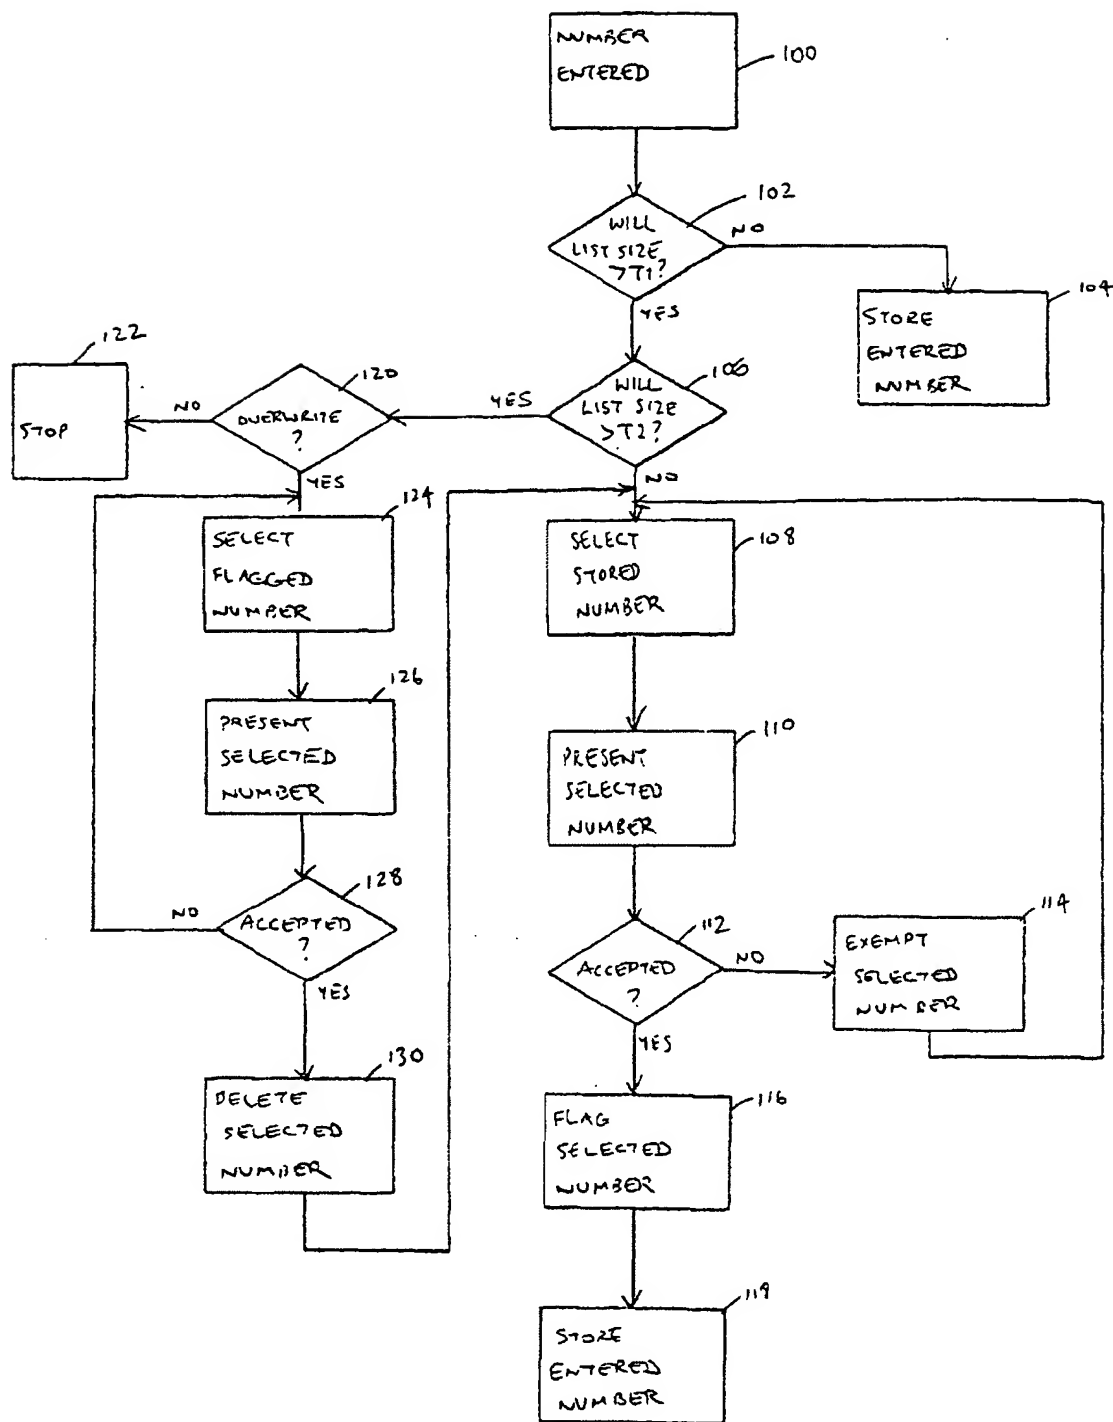 NUMBER
ENTERED
100
WILL
LIST SIZE
>T1?
102
NO
YES
STORE
ENTERED
NUMBER
104
122
STOP
NO
OVERWRITE
?
120
YES
WILL
LIST SIZE
>T2?
106
YES
NO
SELECT
FLAGGED
NUMBER
124
SELECT
STORED
NUMBER
108
PRESENT
SELECTED
NUMBER
126
PRESENT
SELECTED
NUMBER
110
ACCEPTED
?
128
NO
YES
ACCEPTED
?
112
NO
YES
EXEMPT
SELECTED
NUMBER
114
DELETE
SELECTED
NUMBER
130
FLAG
SELECTED
NUMBER
116
STORE
ENTERED
NUMBER